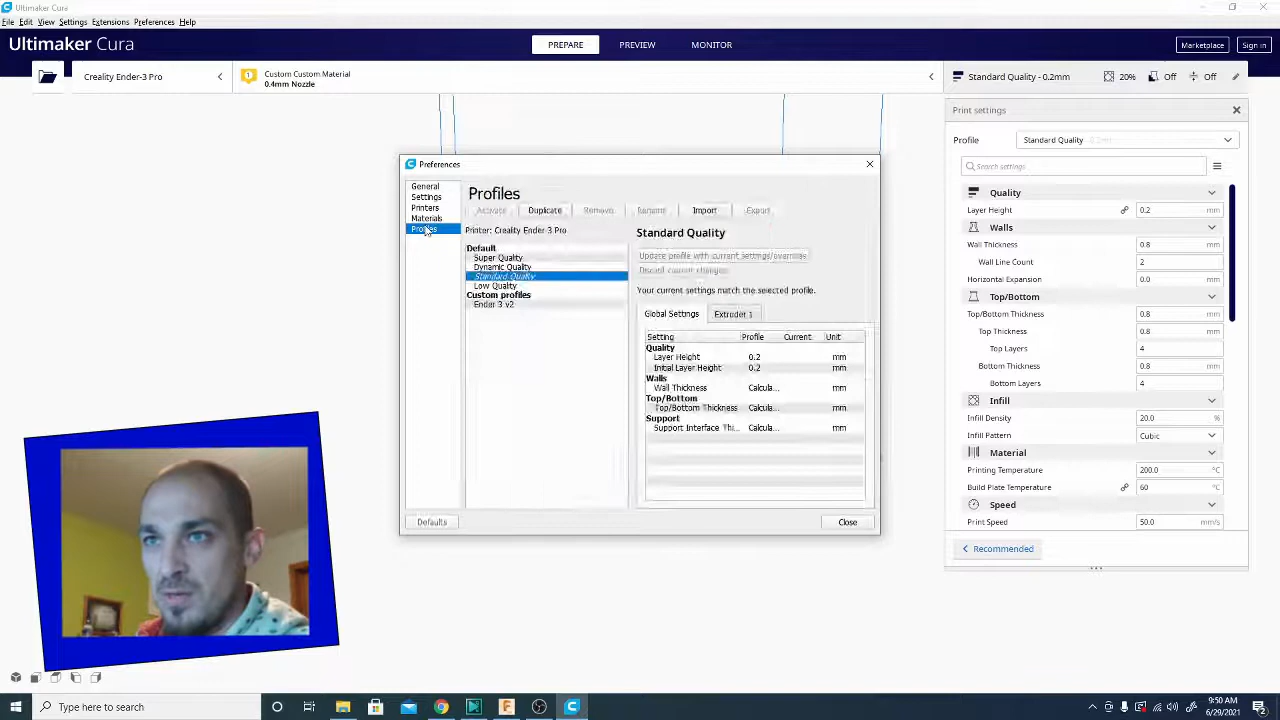 Ultimaker Cura
File Edit View Settings Extensions Preferences Help
Ultimaker Cura
PREPARE PREVIEW MONITOR
Marketplace Sign in
Creality Ender-3 Pro
1 Custom Custom Material
0.4mm Nozzle
Standard Quality - 0.2mm 20% Off Off
Preferences
General
Settings
Printers
Materials
Profiles
Profiles
Activate Duplicate Remove Rename Import Export
Printer: Creality Ender-3 Pro
Default
Super Quality
Dynamic Quality
Standard Quality
Low Quality
Custom profiles
Ender 3 v2
Standard Quality
Update profile with current settings/overrides
Discard current changes
Your current settings match the selected profile.
Global Settings Extruder 1
Setting Profile Current Unit
Quality
Layer Height 0.2 mm
Initial Layer Height 0.2 mm
Walls
Wall Thickness Calcula... mm
Top/Bottom
Top/Bottom Thickness Calcula... mm
Support
Support Interface Thi... Calcula... mm
Defaults Close
Print settings
Profile Standard Quality 0.2mm
Search settings
Quality
Layer Height 0.2 mm
Walls
Wall Thickness 0.8 mm
Wall Line Count 2
Horizontal Expansion 0.0 mm
Top/Bottom
Top/Bottom Thickness 0.8 mm
Top Thickness 0.8 mm
Top Layers 4
Bottom Thickness 0.8 mm
Bottom Layers 4
Infill
Infill Density 20.0 %
Infill Pattern Cubic
Material
Printing Temperature 200.0 °C
Build Plate Temperature 60 °C
Speed
Print Speed 50.0 mm/s
Recommended
Type here to search
9:50 AM
6/29/2021
2